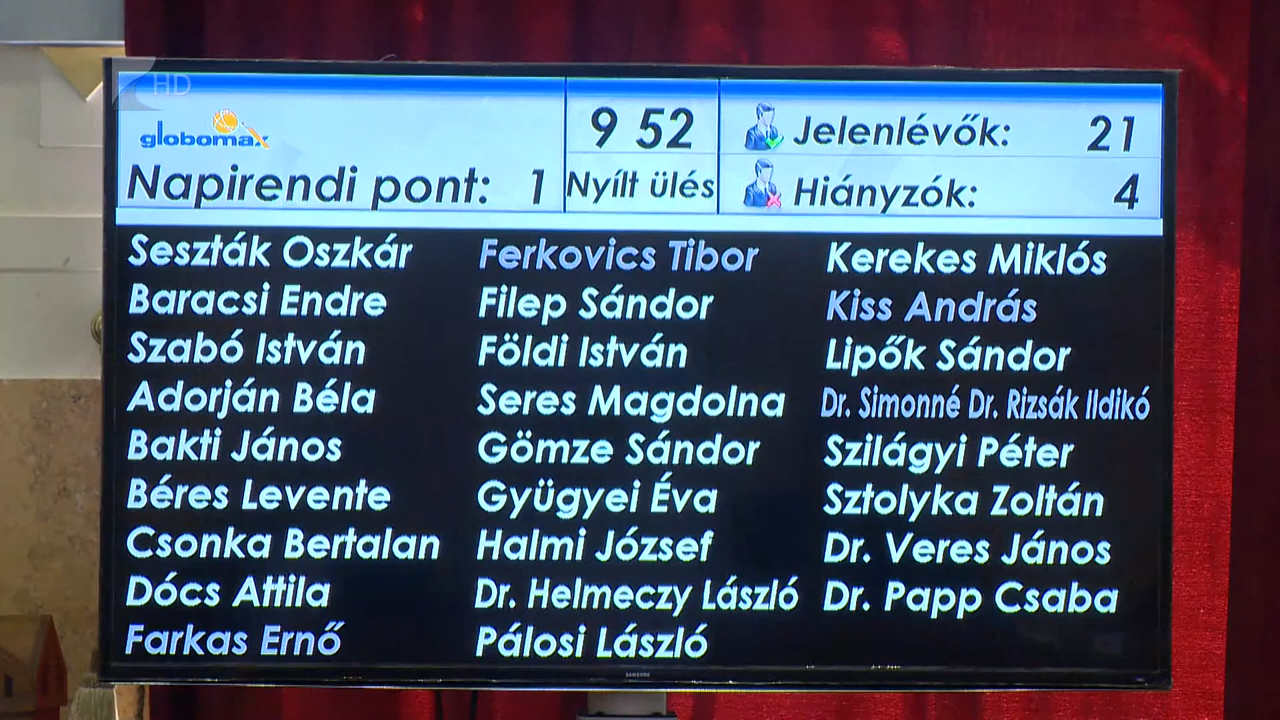 HD
globomax
Napirendi pont: 1
9 52
Nyílt ülés
Jelenlévők: 21
Hiányzók: 4
Seszták Oszkár
Baracsi Endre
Szabó István
Adorján Béla
Bakti János
Béres Levente
Csonka Bertalan
Dócs Attila
Farkas Ernő
Ferkovics Tibor
Filep Sándor
Földi István
Seres Magdolna
Gömze Sándor
Gyügyei Éva
Halmi József
Dr. Helmeczy László
Pálosi László
Kerekes Miklós
Kiss András
Lipők Sándor
Dr. Simonné Dr. Rizsák Ildikó
Szilágyi Péter
Sztolyka Zoltán
Dr. Veres János
Dr. Papp Csaba
SAMSUNG